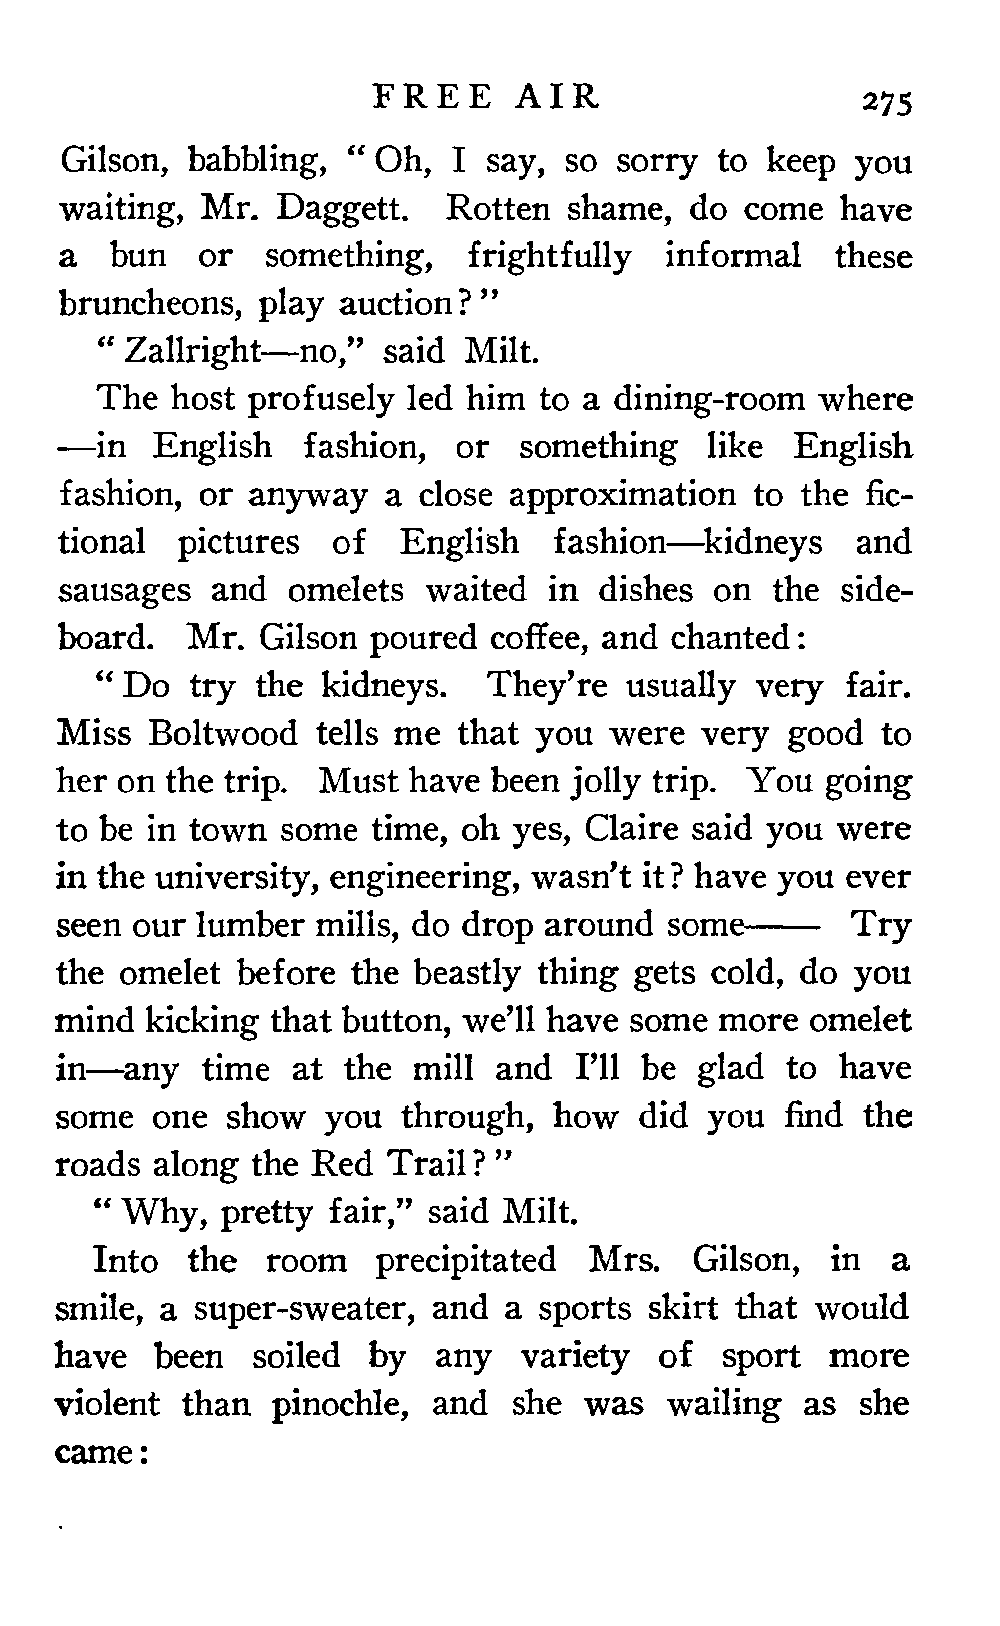 FREE AIR 275
Gilson, babbling, “ Oh, I say, so sorry to keep you
waiting, Mr. Daggett. Rotten shame, do come have
a bun or something, frightfully informal these
bruncheons, play auction? ”
“ Zallright—no,” said Milt.
The host profusely led him to a dining-room where
—in English fashion, or something like English
fashion, or anyway a close approximation to the fic-
tional pictures of English fashion—kidneys and
sausages and omelets waited in dishes on the side-
board. Mr. Gilson poured coffee, and chanted:
“ Do try the kidneys. They’re usually very fair.
Miss Boltwood tells me that you were very good to
her on the trip. Must have been jolly trip. You going
to be in town some time, oh yes, Claire said you were
in the university, engineering, wasn’t it? have you ever
seen our lumber mills, do drop around some—— Try
the omelet before the beastly thing gets cold, do you
mind kicking that button, we’ll have some more omelet
in—any time at the mill and I’ll be glad to have
some one show you through, how did you find the
roads along the Red Trail? ”
“ Why, pretty fair,” said Milt.
Into the room precipitated Mrs. Gilson, in a
smile, a super-sweater, and a sports skirt that would
have been soiled by any variety of sport more
violent than pinochle, and she was wailing as she
came: